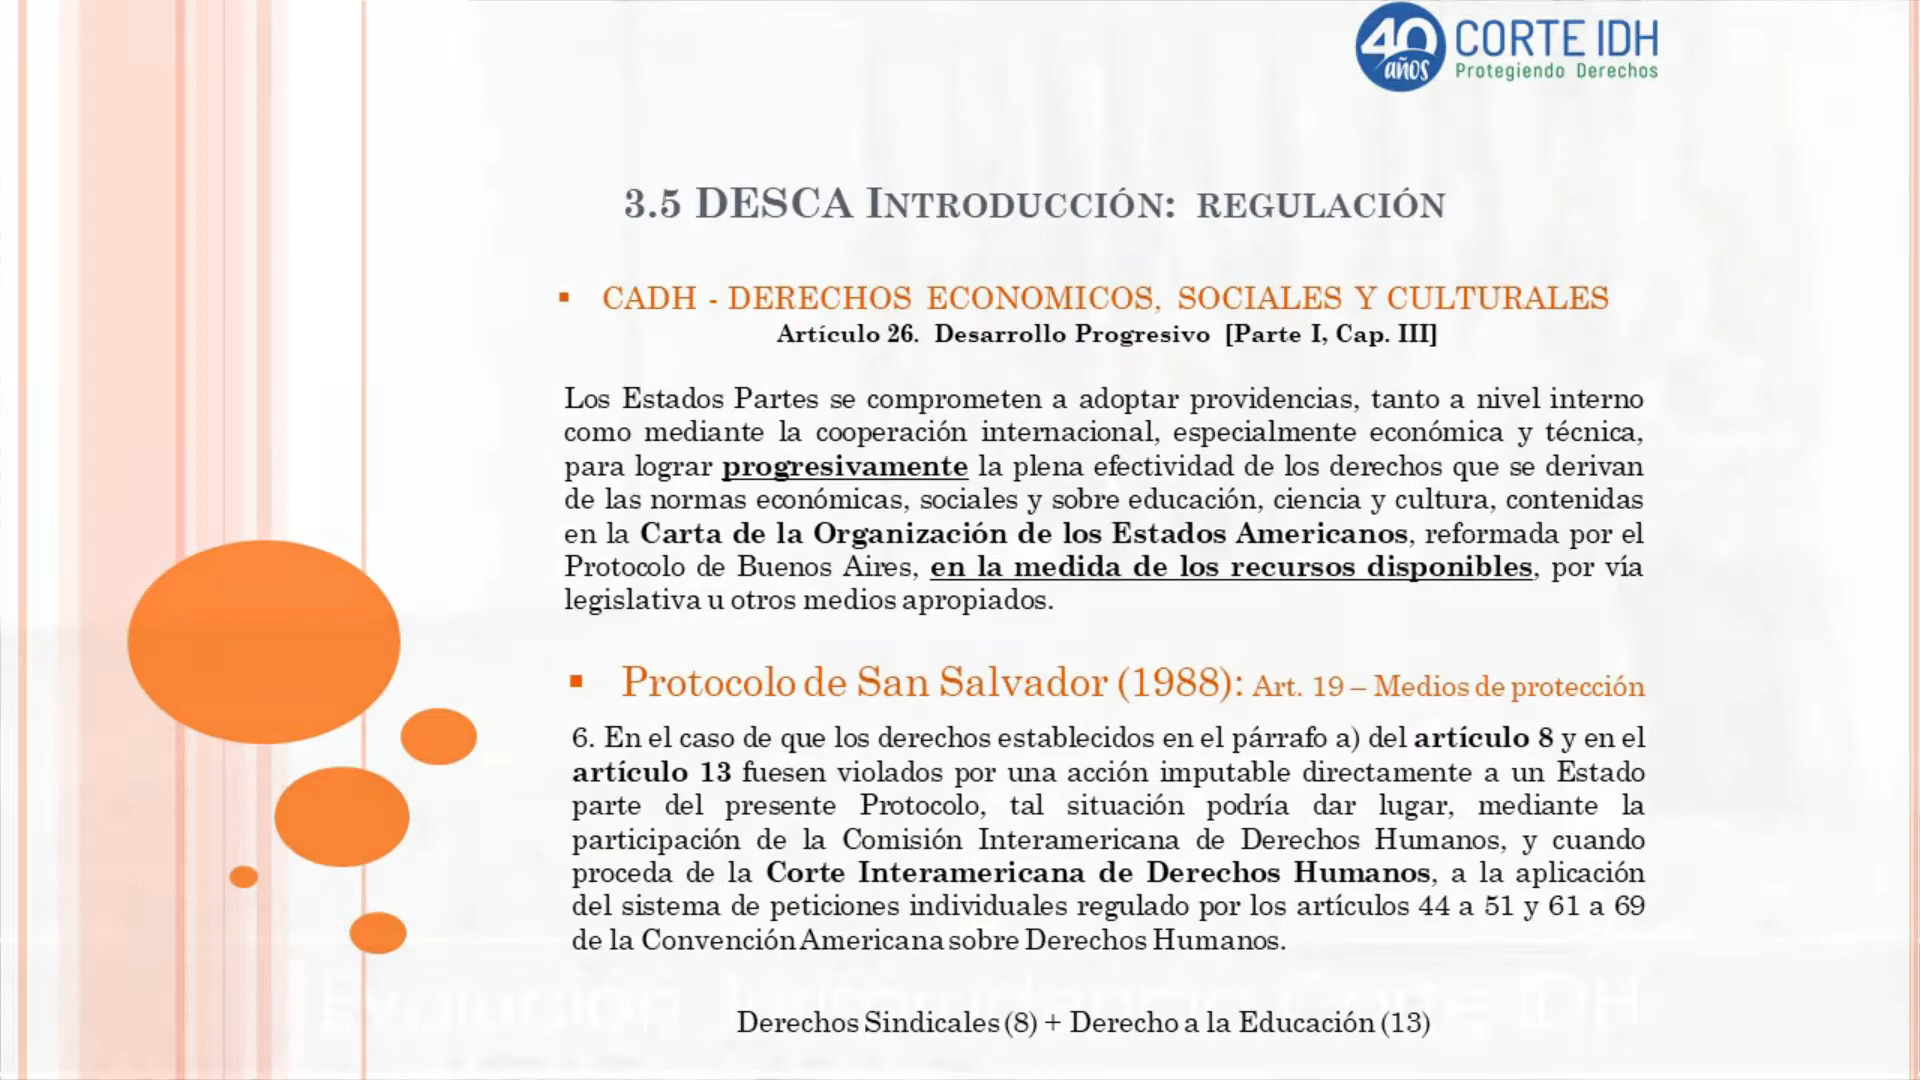 40 años CORTE IDH
Protegiendo Derechos
3.5 DESCA INTRODUCCIÓN: REGULACIÓN
▪ CADH - DERECHOS ECONOMICOS, SOCIALES Y CULTURALES
Artículo 26. Desarrollo Progresivo [Parte I, Cap. III]
Los Estados Partes se comprometen a adoptar providencias, tanto a nivel interno
como mediante la cooperación internacional, especialmente económica y técnica,
para lograr progresivamente la plena efectividad de los derechos que se derivan
de las normas económicas, sociales y sobre educación, ciencia y cultura, contenidas
en la Carta de la Organización de los Estados Americanos, reformada por el
Protocolo de Buenos Aires, en la medida de los recursos disponibles, por vía
legislativa u otros medios apropiados.
▪ Protocolo de San Salvador (1988): Art. 19 – Medios de protección
6. En el caso de que los derechos establecidos en el párrafo a) del artículo 8 y en el
artículo 13 fuesen violados por una acción imputable directamente a un Estado
parte del presente Protocolo, tal situación podría dar lugar, mediante la
participación de la Comisión Interamericana de Derechos Humanos, y cuando
proceda de la Corte Interamericana de Derechos Humanos, a la aplicación
del sistema de peticiones individuales regulado por los artículos 44 a 51 y 61 a 69
de la Convención Americana sobre Derechos Humanos.
Evolución Jurisprudencia Corte IDH
Derechos Sindicales (8) + Derecho a la Educación (13)